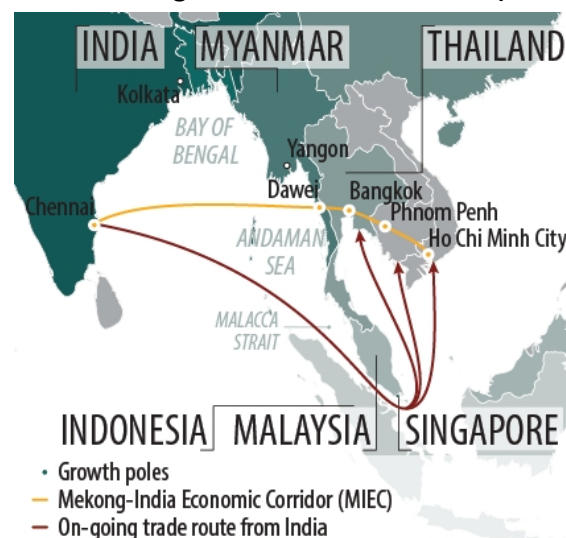 INDIA
MYANMAR
THAILAND
Kolkata
BAY OF
BENGAL
Yangon
Dawei
Bangkok
Chennai
Phnom Penh
Ho Chi Minh City
ANDAMAN
SEA
MALACCA
STRAIT
INDONESIA
MALAYSIA
SINGAPORE
Growth poles
Mekong-India Economic Corridor (MIEC)
On-going trade route from India